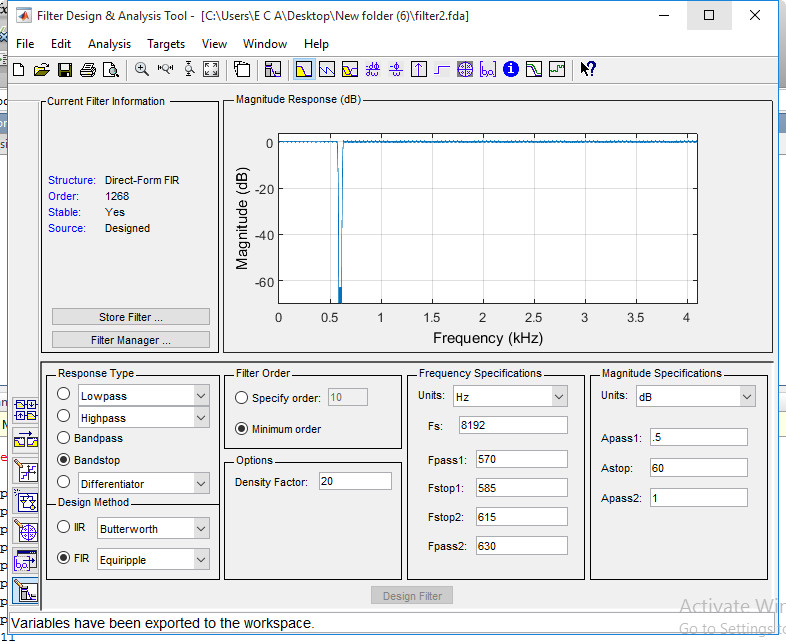 Filter Design & Analysis Tool - [C:\Users\E C A\Desktop\New folder (6)\filter2.fda]
File Edit Analysis Targets View Window Help
Current Filter Information
Structure: Direct-Form FIR
Order: 1268
Stable: Yes
Source: Designed
Store Filter ...
Filter Manager ...
Magnitude Response (dB)
Magnitude (dB)
0
-20
-40
-60
0 0.5 1 1.5 2 2.5 3 3.5 4
Frequency (kHz)
Response Type
Lowpass
Highpass
Bandpass
Bandstop
Differentiator
Design Method
IIR Butterworth
FIR Equiripple
Filter Order
Specify order: 10
Minimum order
Options
Density Factor: 20
Frequency Specifications
Units: Hz
Fs: 8192
Fpass1: 570
Fstop1: 585
Fstop2: 615
Fpass2: 630
Magnitude Specifications
Units: dB
Apass1: .5
Astop: 60
Apass2: 1
Design Filter
Activate Win
Go to Settings
Variables have been exported to the workspace.